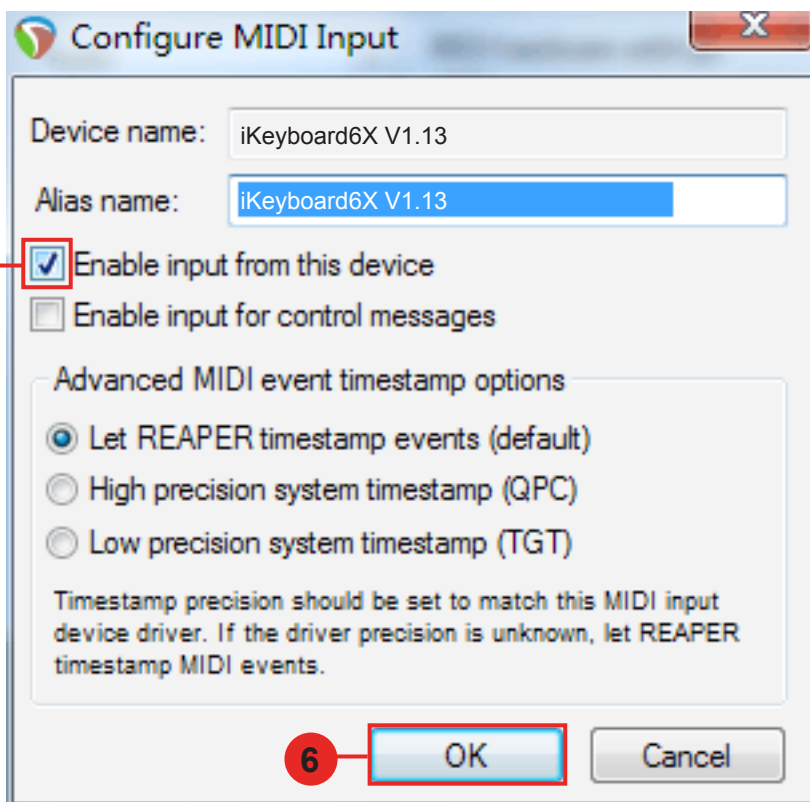 Configure MIDI Input
X
Device name: iKeyboard6X V1.13
Alias name: iKeyboard6X V1.13
Enable input from this device
Enable input for control messages
Advanced MIDI event timestamp options
Let REAPER timestamp events (default)
High precision system timestamp (QPC)
Low precision system timestamp (TGT)
Timestamp precision should be set to match this MIDI input
device driver. If the driver precision is unknown, let REAPER
timestamp MIDI events.
6 OK Cancel